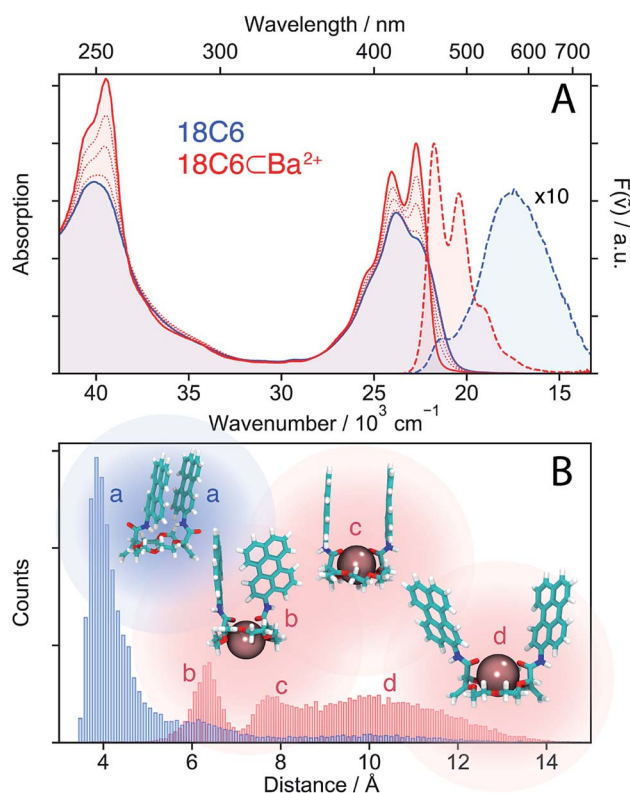 Wavelength / nm
250 300 400 500 600 700
A
18C6
18C6⊂Ba²⁺
x10
Absorption
F(ṽ) / a.u.
40 35 30 25 20 15
Wavenumber / 10³ cm⁻¹
B
a a
c
b
d
b c d
Counts
4 6 8 10 12 14
Distance / Å